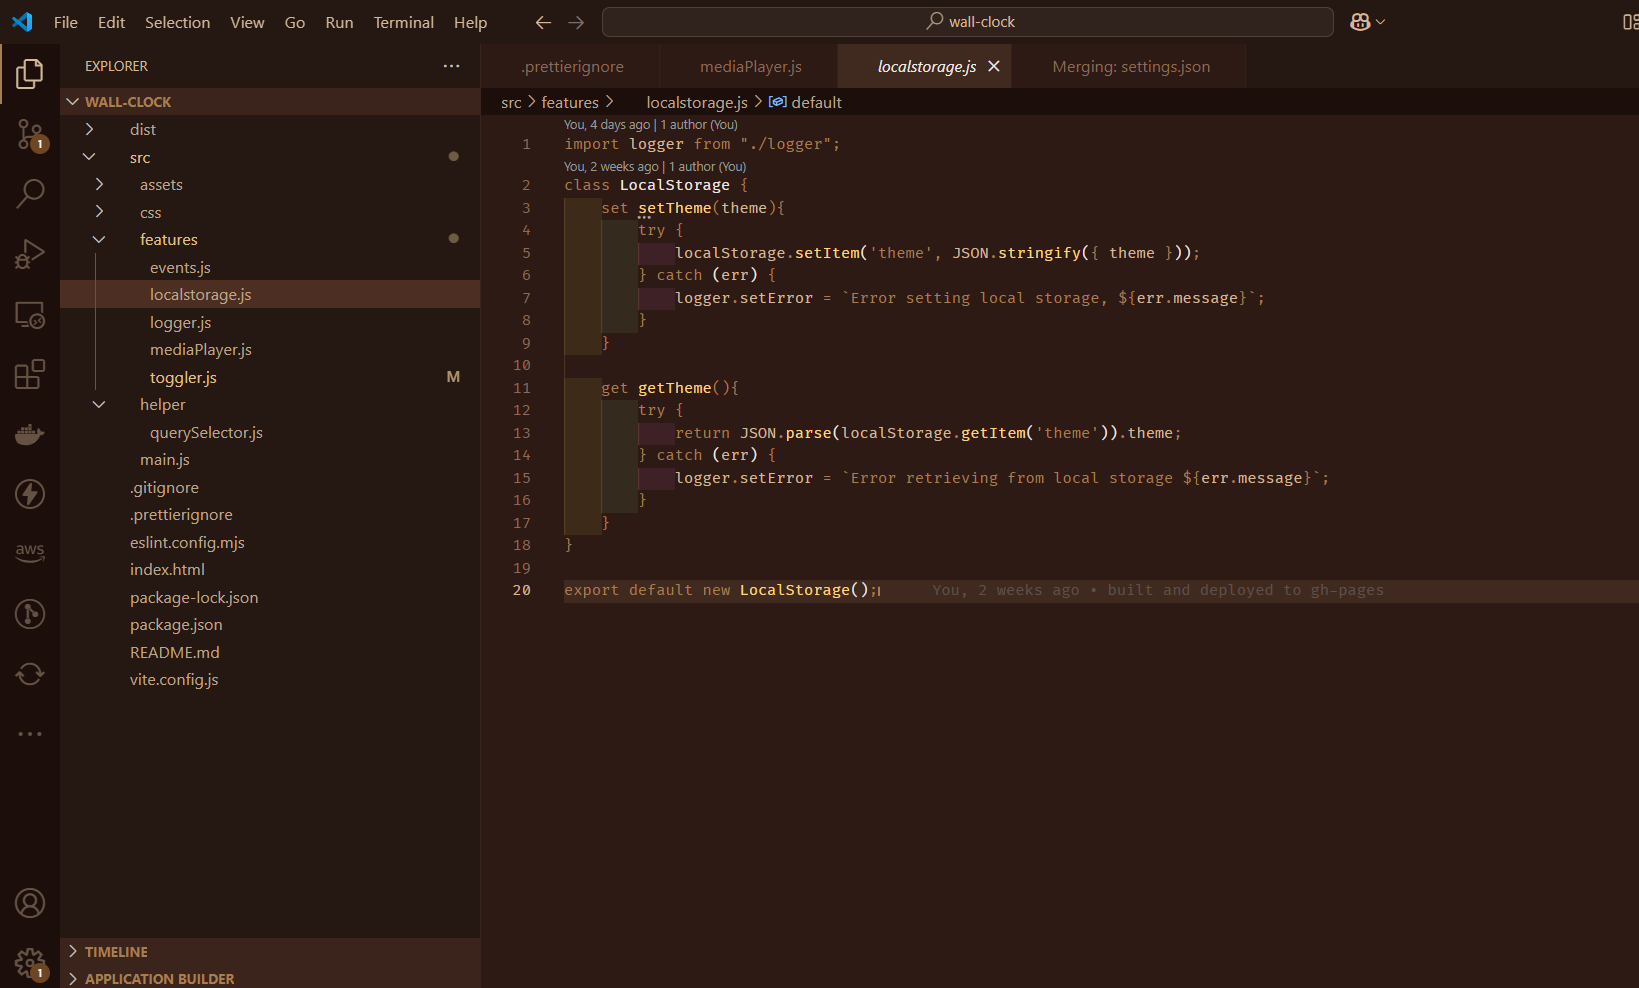 File Edit Selection View Go Run Terminal Help
wall-clock
EXPLORER
.prettierignore mediaPlayer.js localstorage.js Merging: settings.json
WALL-CLOCK
src features localstorage.js default
dist
src
assets
css
features
events.js
localstorage.js
logger.js
mediaPlayer.js
toggler.js M
helper
querySelector.js
main.js
.gitignore
.prettierignore
eslint.config.mjs
index.html
package-lock.json
package.json
README.md
vite.config.js
TIMELINE
APPLICATION BUILDER
1
aws
1
You, 4 days ago | 1 author (You)
1 import logger from "./logger";
You, 2 weeks ago | 1 author (You)
2 class LocalStorage {
3 set setTheme(theme){
4 try {
5 localStorage.setItem('theme', JSON.stringify({ theme }));
6 } catch (err) {
7 logger.setError = `Error setting local storage, ${err.message}`;
8 }
9 }
10
11 get getTheme(){
12 try {
13 return JSON.parse(localStorage.getItem('theme')).theme;
14 } catch (err) {
15 logger.setError = `Error retrieving from local storage ${err.message}`;
16 }
17 }
18 }
19
20 export default new LocalStorage(); You, 2 weeks ago • built and deployed to gh-pages